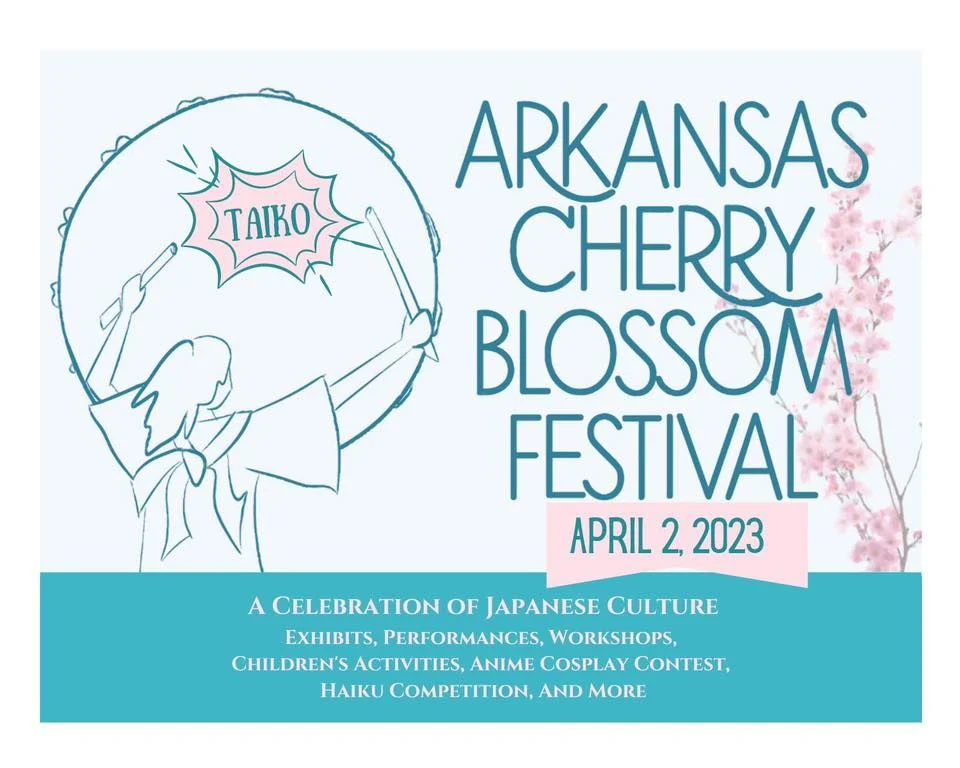 TAIKO
ARKANSAS
CHERRY
BLOSSOM
FESTIVAL
APRIL 2, 2023
A Celebration of Japanese Culture
Exhibits, Performances, Workshops,
Children's Activities, Anime Cosplay Contest,
Haiku Competition, And More